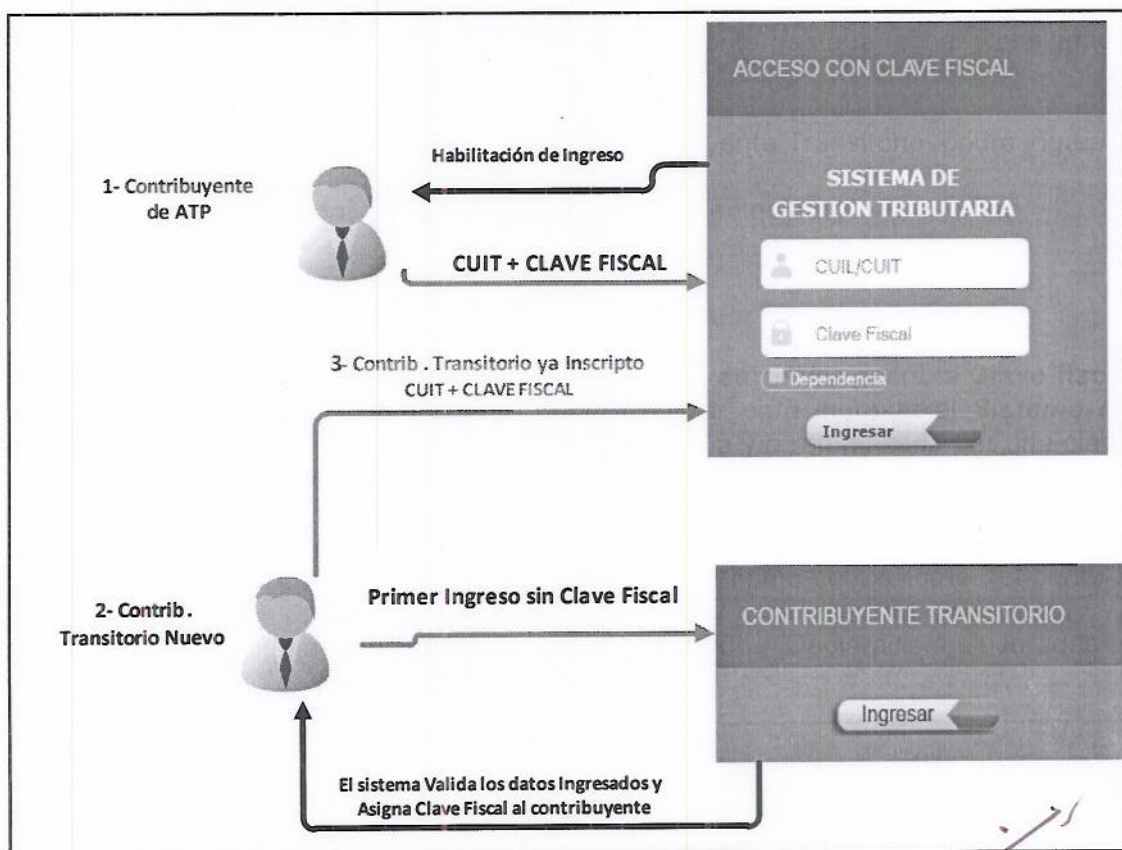 ACCESO CON CLAVE FISCAL
Habilitación de Ingreso
1- Contribuyente
de ATP
SISTEMA DE
GESTION TRIBUTARIA
CUIT + CLAVE FISCAL
CUIL/CUIT
Clave Fiscal
Dependencia
Ingresar
3- Contrib . Transitorio ya Inscripto
CUIT + CLAVE FISCAL
2- Contrib .
Transitorio Nuevo
Primer Ingreso sin Clave Fiscal
CONTRIBUYENTE TRANSITORIO
Ingresar
El sistema Valida los datos Ingresados y
Asigna Clave Fiscal al contribuyente